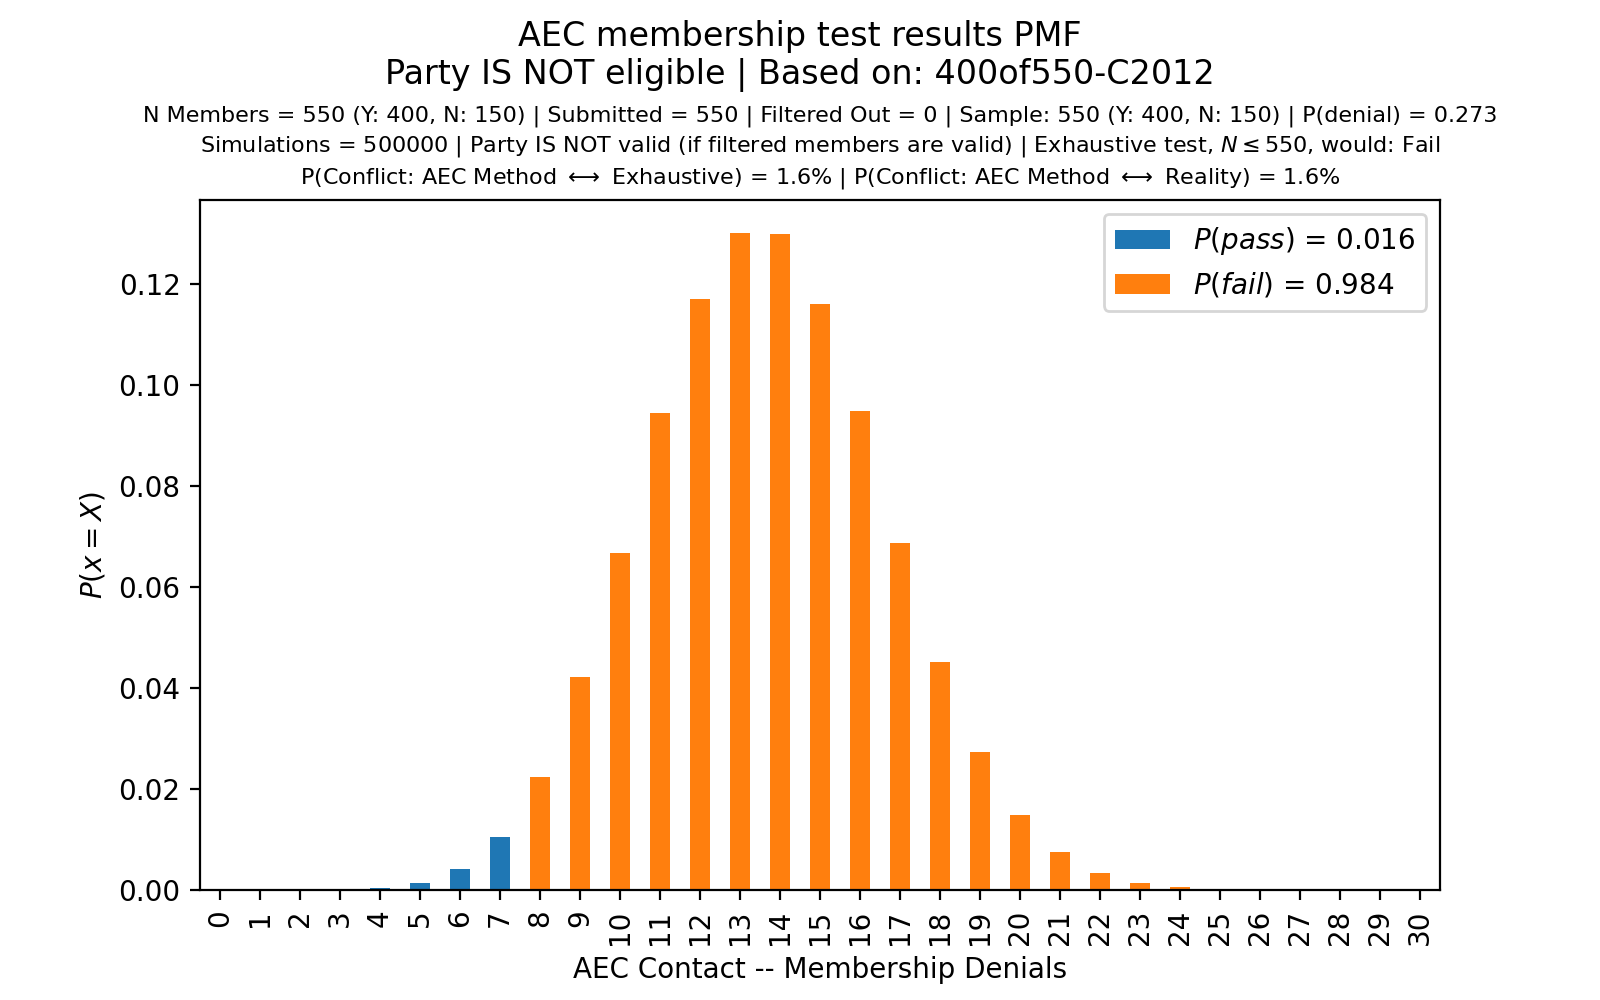 AEC membership test results PMF
Party IS NOT eligible | Based on: 400of550-C2012
N Members = 550 (Y: 400, N: 150) | Submitted = 550 | Filtered Out = 0 | Sample: 550 (Y: 400, N: 150) | P(denial) = 0.273
Simulations = 500000 | Party IS NOT valid (if filtered members are valid) | Exhaustive test, N ≤ 550, would: Fail
P(Conflict: AEC Method ⟷ Exhaustive) = 1.6% | P(Conflict: AEC Method ⟷ Reality) = 1.6%
P(pass) = 0.016
P(fail) = 0.984
0.12
0.10
0.08
0.06
0.04
0.02
0.00
P(x = X)
0 1 2 3 4 5 6 7 8 9 10 11 12 13 14 15 16 17 18 19 20 21 22 23 24 25 26 27 28 29 30
AEC Contact -- Membership Denials